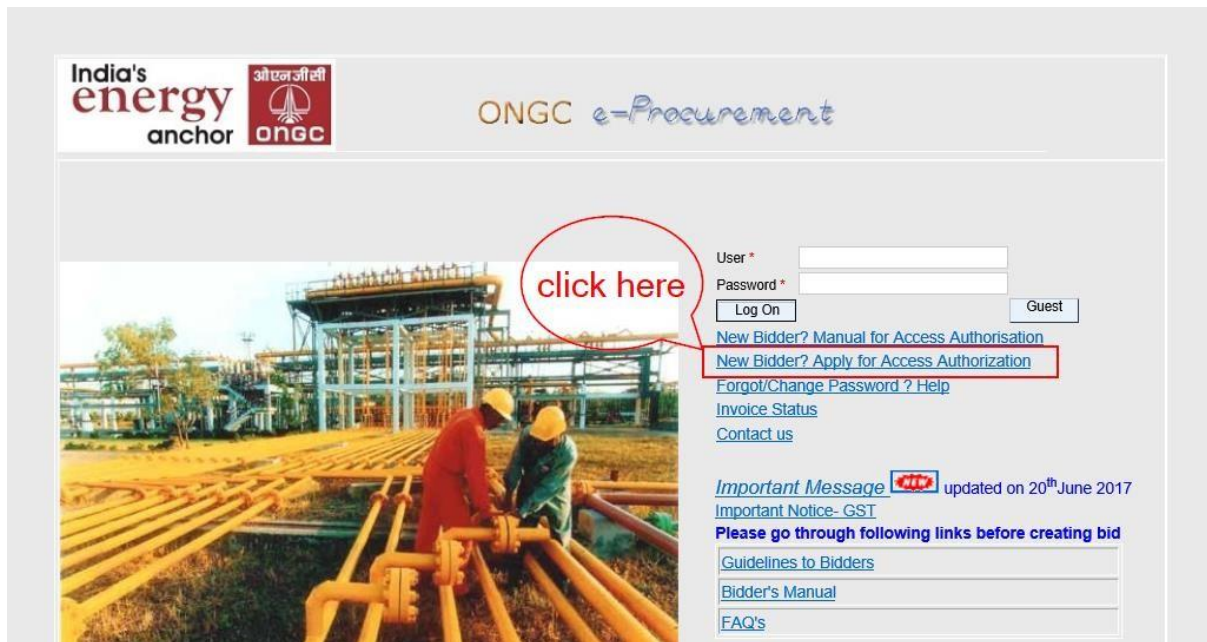 India's
energy
anchor
ओएनजीसी
ONGC
ONGC e-Procurement
click here
User *
Password *
Log On
Guest
New Bidder? Manual for Access Authorisation
New Bidder? Apply for Access Authorization
Forgot/Change Password ? Help
Invoice Status
Contact us
Important Message NEW updated on 20th June 2017
Important Notice- GST
Please go through following links before creating bid
Guidelines to Bidders
Bidder's Manual
FAQ's